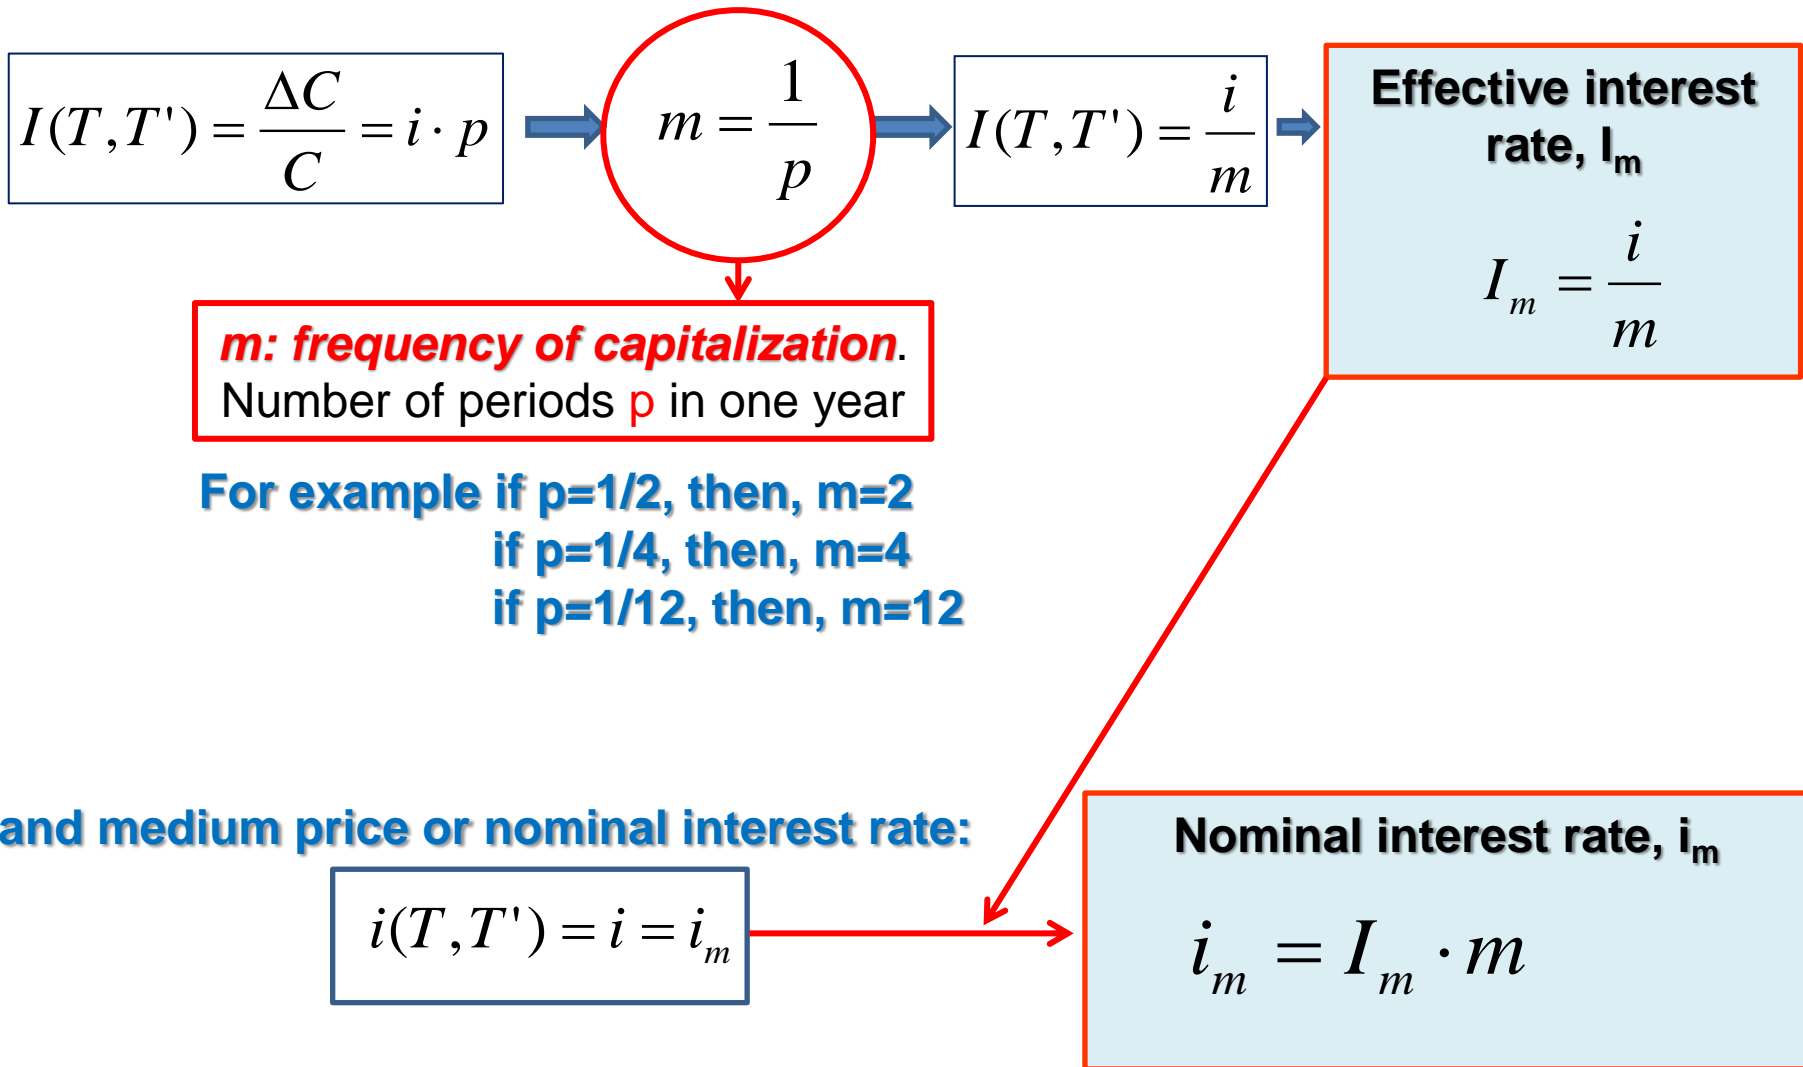 I(T,T') = ΔC/C = i · p
m = 1/p
I(T,T') = i/m
Effective interest
rate, Iₘ
Iₘ = i/m
m: frequency of capitalization.
Number of periods p in one year
For example if p=1/2, then, m=2
if p=1/4, then, m=4
if p=1/12, then, m=12
and medium price or nominal interest rate:
i(T,T') = i = iₘ
Nominal interest rate, iₘ
iₘ = Iₘ · m